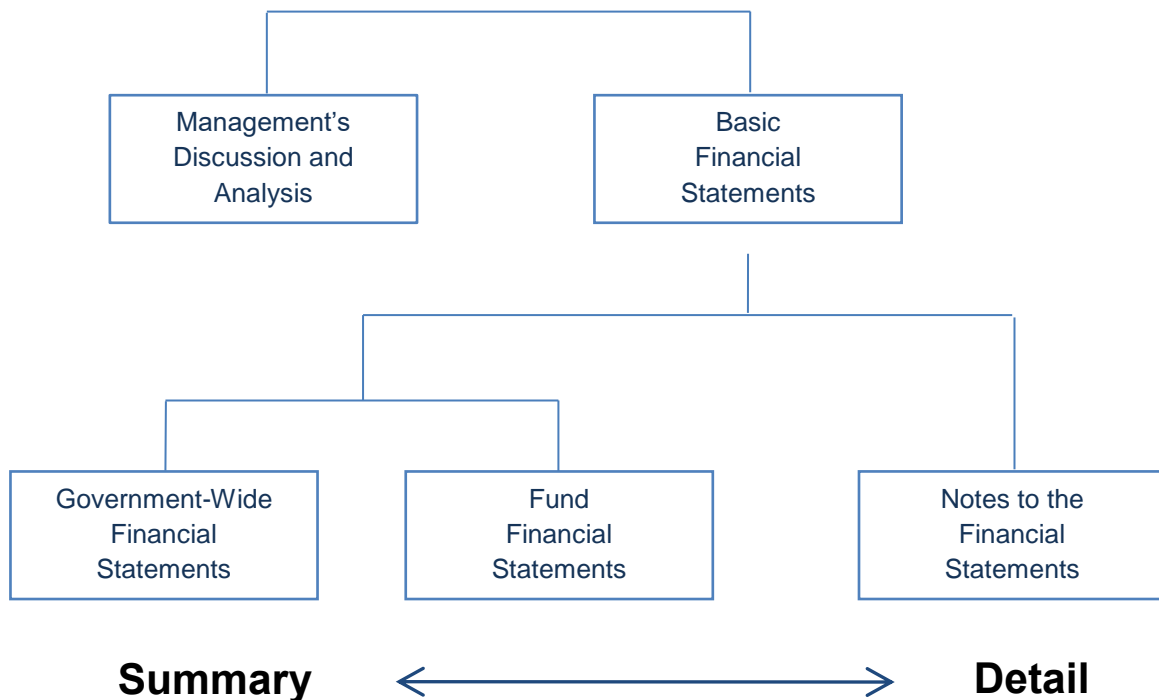 Management’s
Discussion and
Analysis
Basic
Financial
Statements
Government-Wide
Financial
Statements
Fund
Financial
Statements
Notes to the
Financial
Statements
Summary
Detail